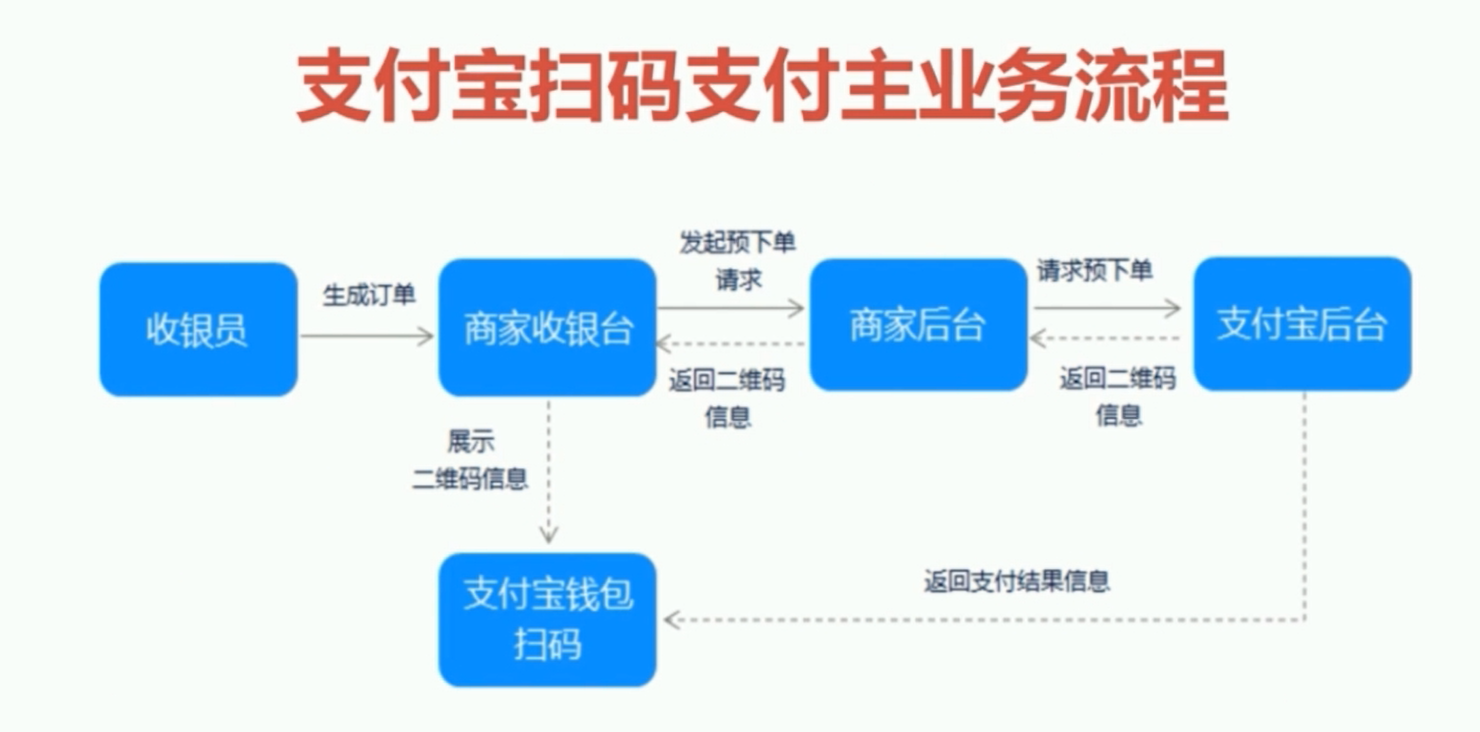 支付宝扫码支付主业务流程
发起预下单
请求
请求预下单
生成订单
收银员
商家收银台
商家后台
支付宝后台
返回二维码
信息
返回二维码
信息
展示
二维码信息
支付宝钱包
扫码
返回支付结果信息